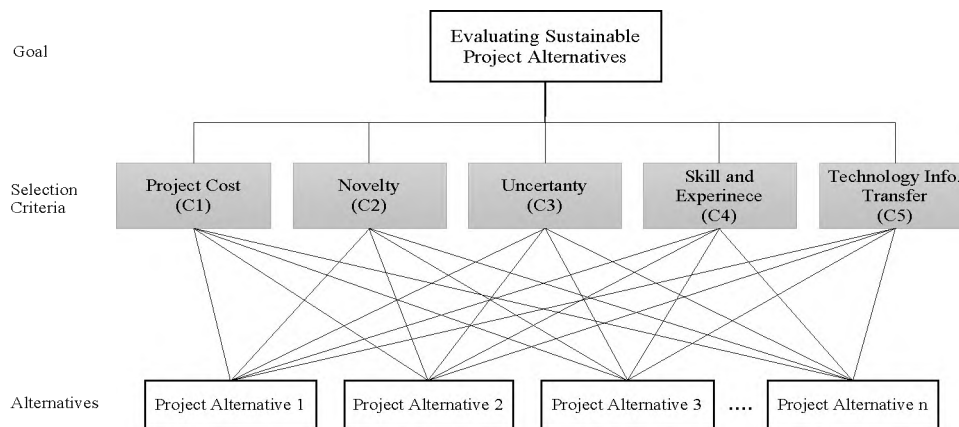 Goal
Evaluating Sustainable
Project Alternatives
Selection
Criteria
Project Cost
(C1)
Novelty
(C2)
Uncertanty
(C3)
Skill and
Experinece
(C4)
Technology Info.
Transfer
(C5)
Alternatives
Project Alternative 1
Project Alternative 2
Project Alternative 3
....
Project Alternative n